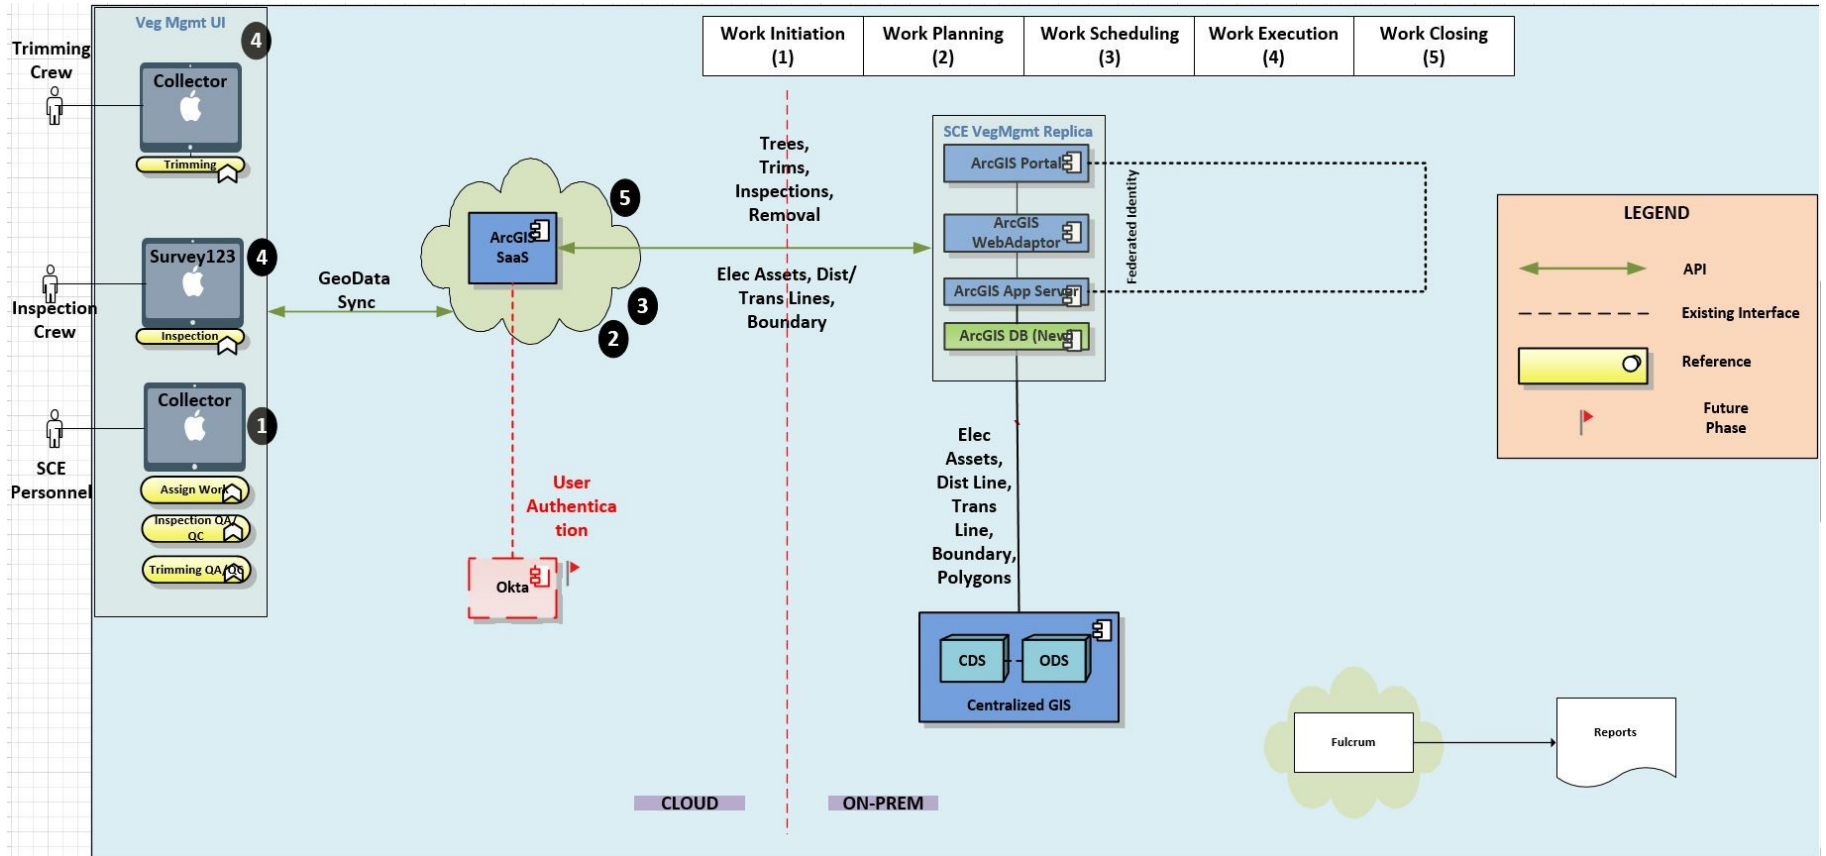 Veg Mgmt UI
4
Trimming
Crew
Collector
Trimming
Survey123
4
Inspection
Crew
Inspection
Collector
1
SCE
Personnel
Assign Work
Inspection QA/
QC
Trimming QA/QC
GeoData
Sync
ArcGIS
SaaS
5
3
2
User
Authentica
tion
Okta
Work Initiation
(1)
Work Planning
(2)
Work Scheduling
(3)
Work Execution
(4)
Work Closing
(5)
Trees,
Trims,
Inspections,
Removal
Elec Assets, Dist/
Trans Lines,
Boundary
SCE VegMgmt Replica
ArcGIS Portal
ArcGIS
WebAdaptor
ArcGIS App Server
ArcGIS DB (New)
Federated Identity
Elec
Assets,
Dist Line,
Trans
Line,
Boundary,
Polygons
CDS
ODS
Centralized GIS
LEGEND
API
Existing Interface
Reference
Future
Phase
Fulcrum
Reports
CLOUD
ON-PREM